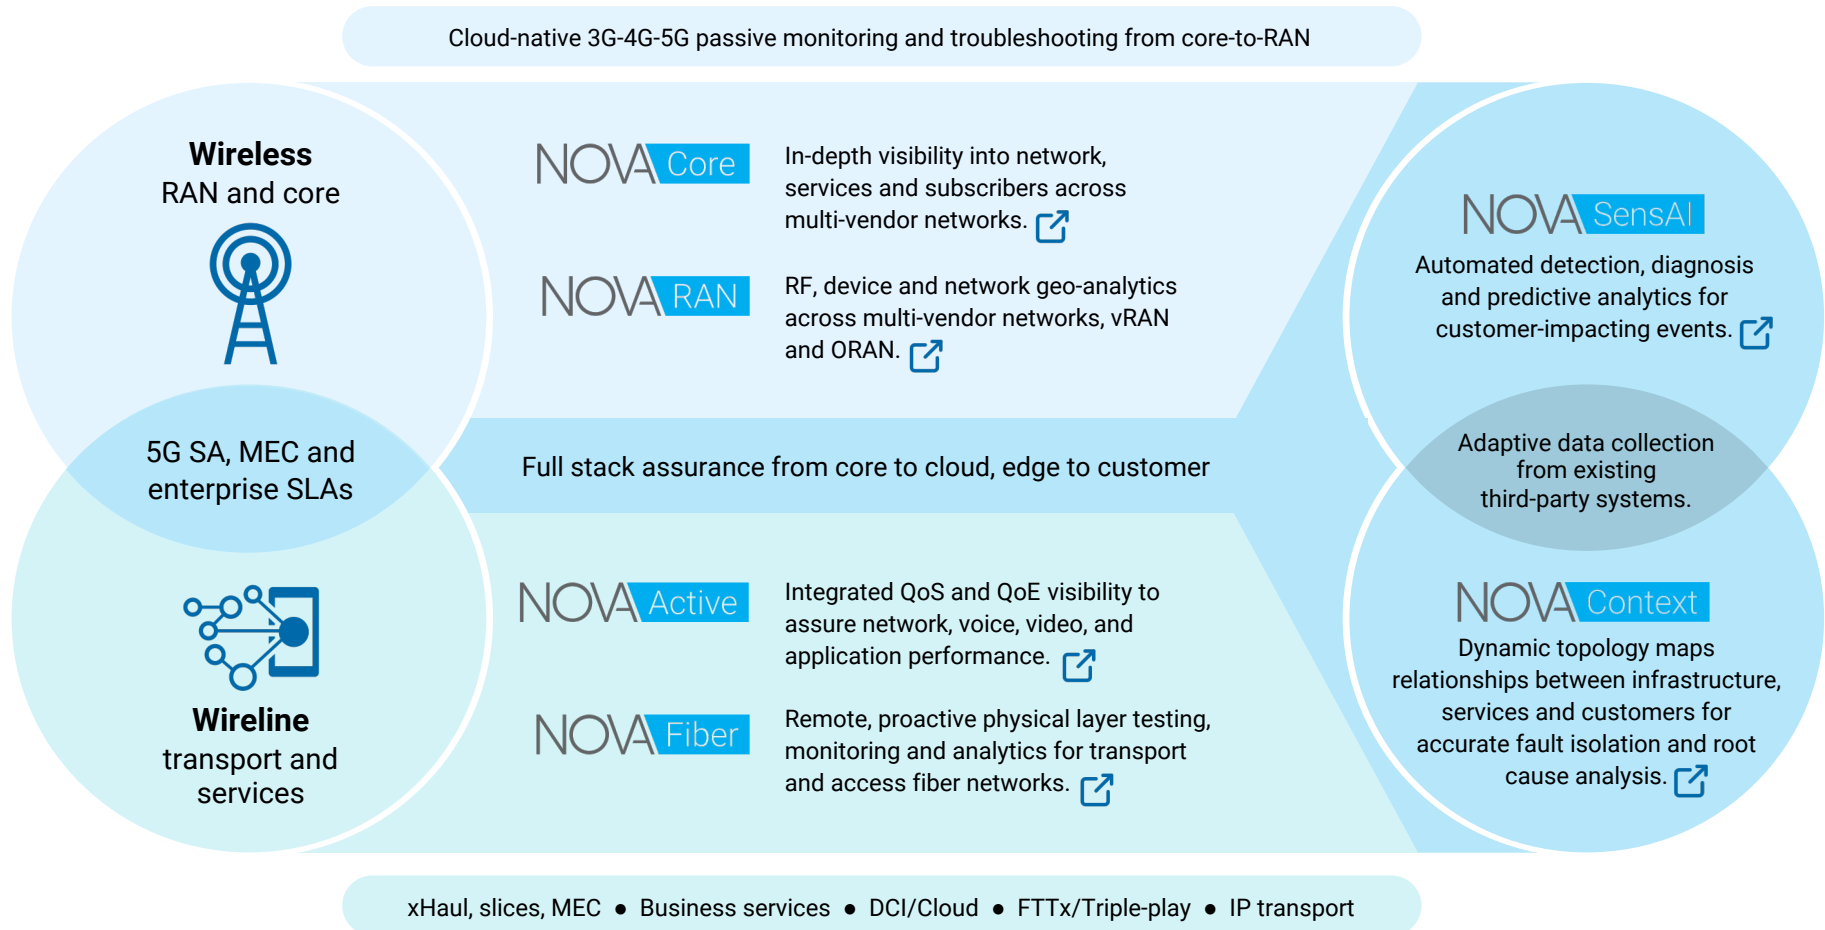 Cloud-native 3G-4G-5G passive monitoring and troubleshooting from core-to-RAN
Wireless
RAN and core
5G SA, MEC and
enterprise SLAs
Wireline
transport and
services
NOVA Core
In-depth visibility into network,
services and subscribers across
multi-vendor networks.
NOVA RAN
RF, device and network geo-analytics
across multi-vendor networks, vRAN
and ORAN.
Full stack assurance from core to cloud, edge to customer
NOVA Active
Integrated QoS and QoE visibility to
assure network, voice, video, and
application performance.
NOVA Fiber
Remote, proactive physical layer testing,
monitoring and analytics for transport
and access fiber networks.
NOVA SensAI
Automated detection, diagnosis
and predictive analytics for
customer-impacting events.
Adaptive data collection
from existing
third-party systems.
NOVA Context
Dynamic topology maps
relationships between infrastructure,
services and customers for
accurate fault isolation and root
cause analysis.
xHaul, slices, MEC ● Business services ● DCI/Cloud ● FTTx/Triple-play ● IP transport